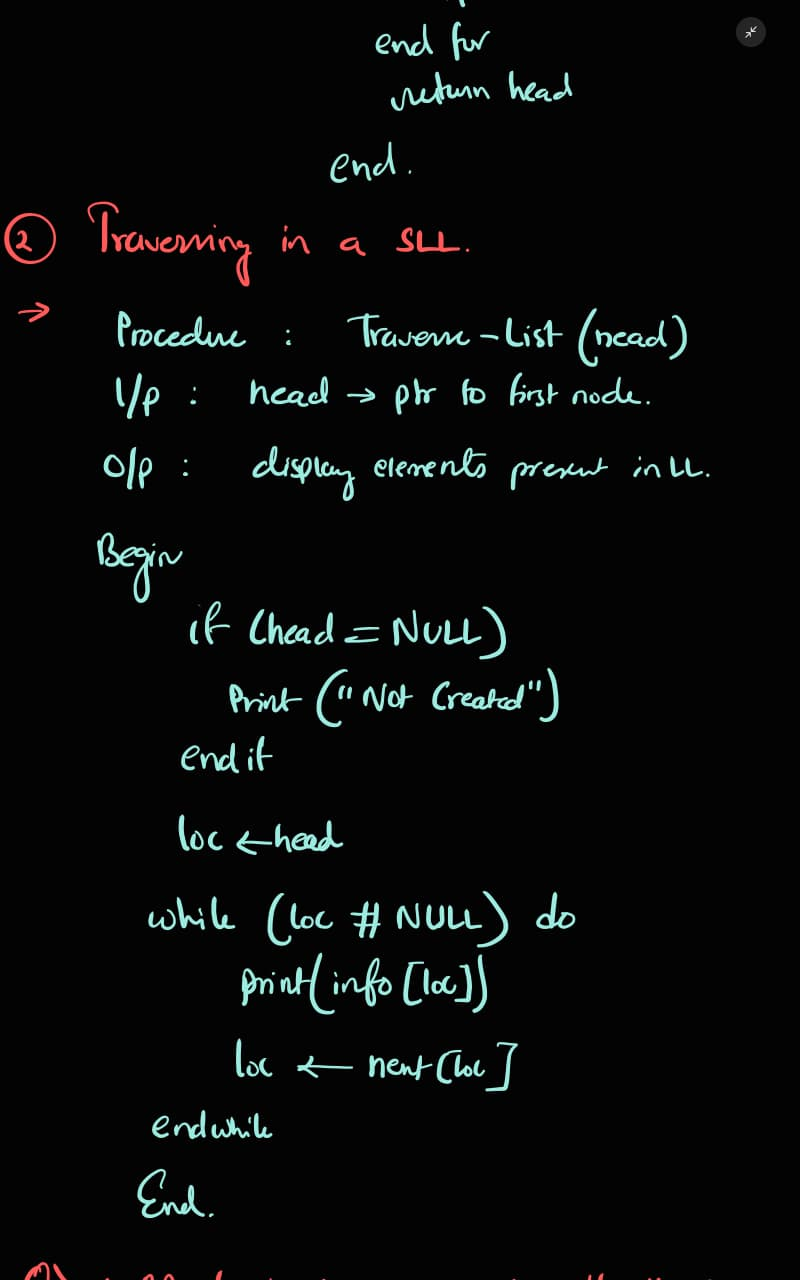 end for
return head
end.
② Traversing in a SLL.
→ Procedure : Traverse-List (head)
I/p : head → ptr to first node.
O/p : display elements present in LL.
Begin
if (head = NULL)
Print ("Not Created")
end if
loc ← head
while (loc ≠ NULL) do
print(info [loc])
loc ← next [loc]
end while
End.